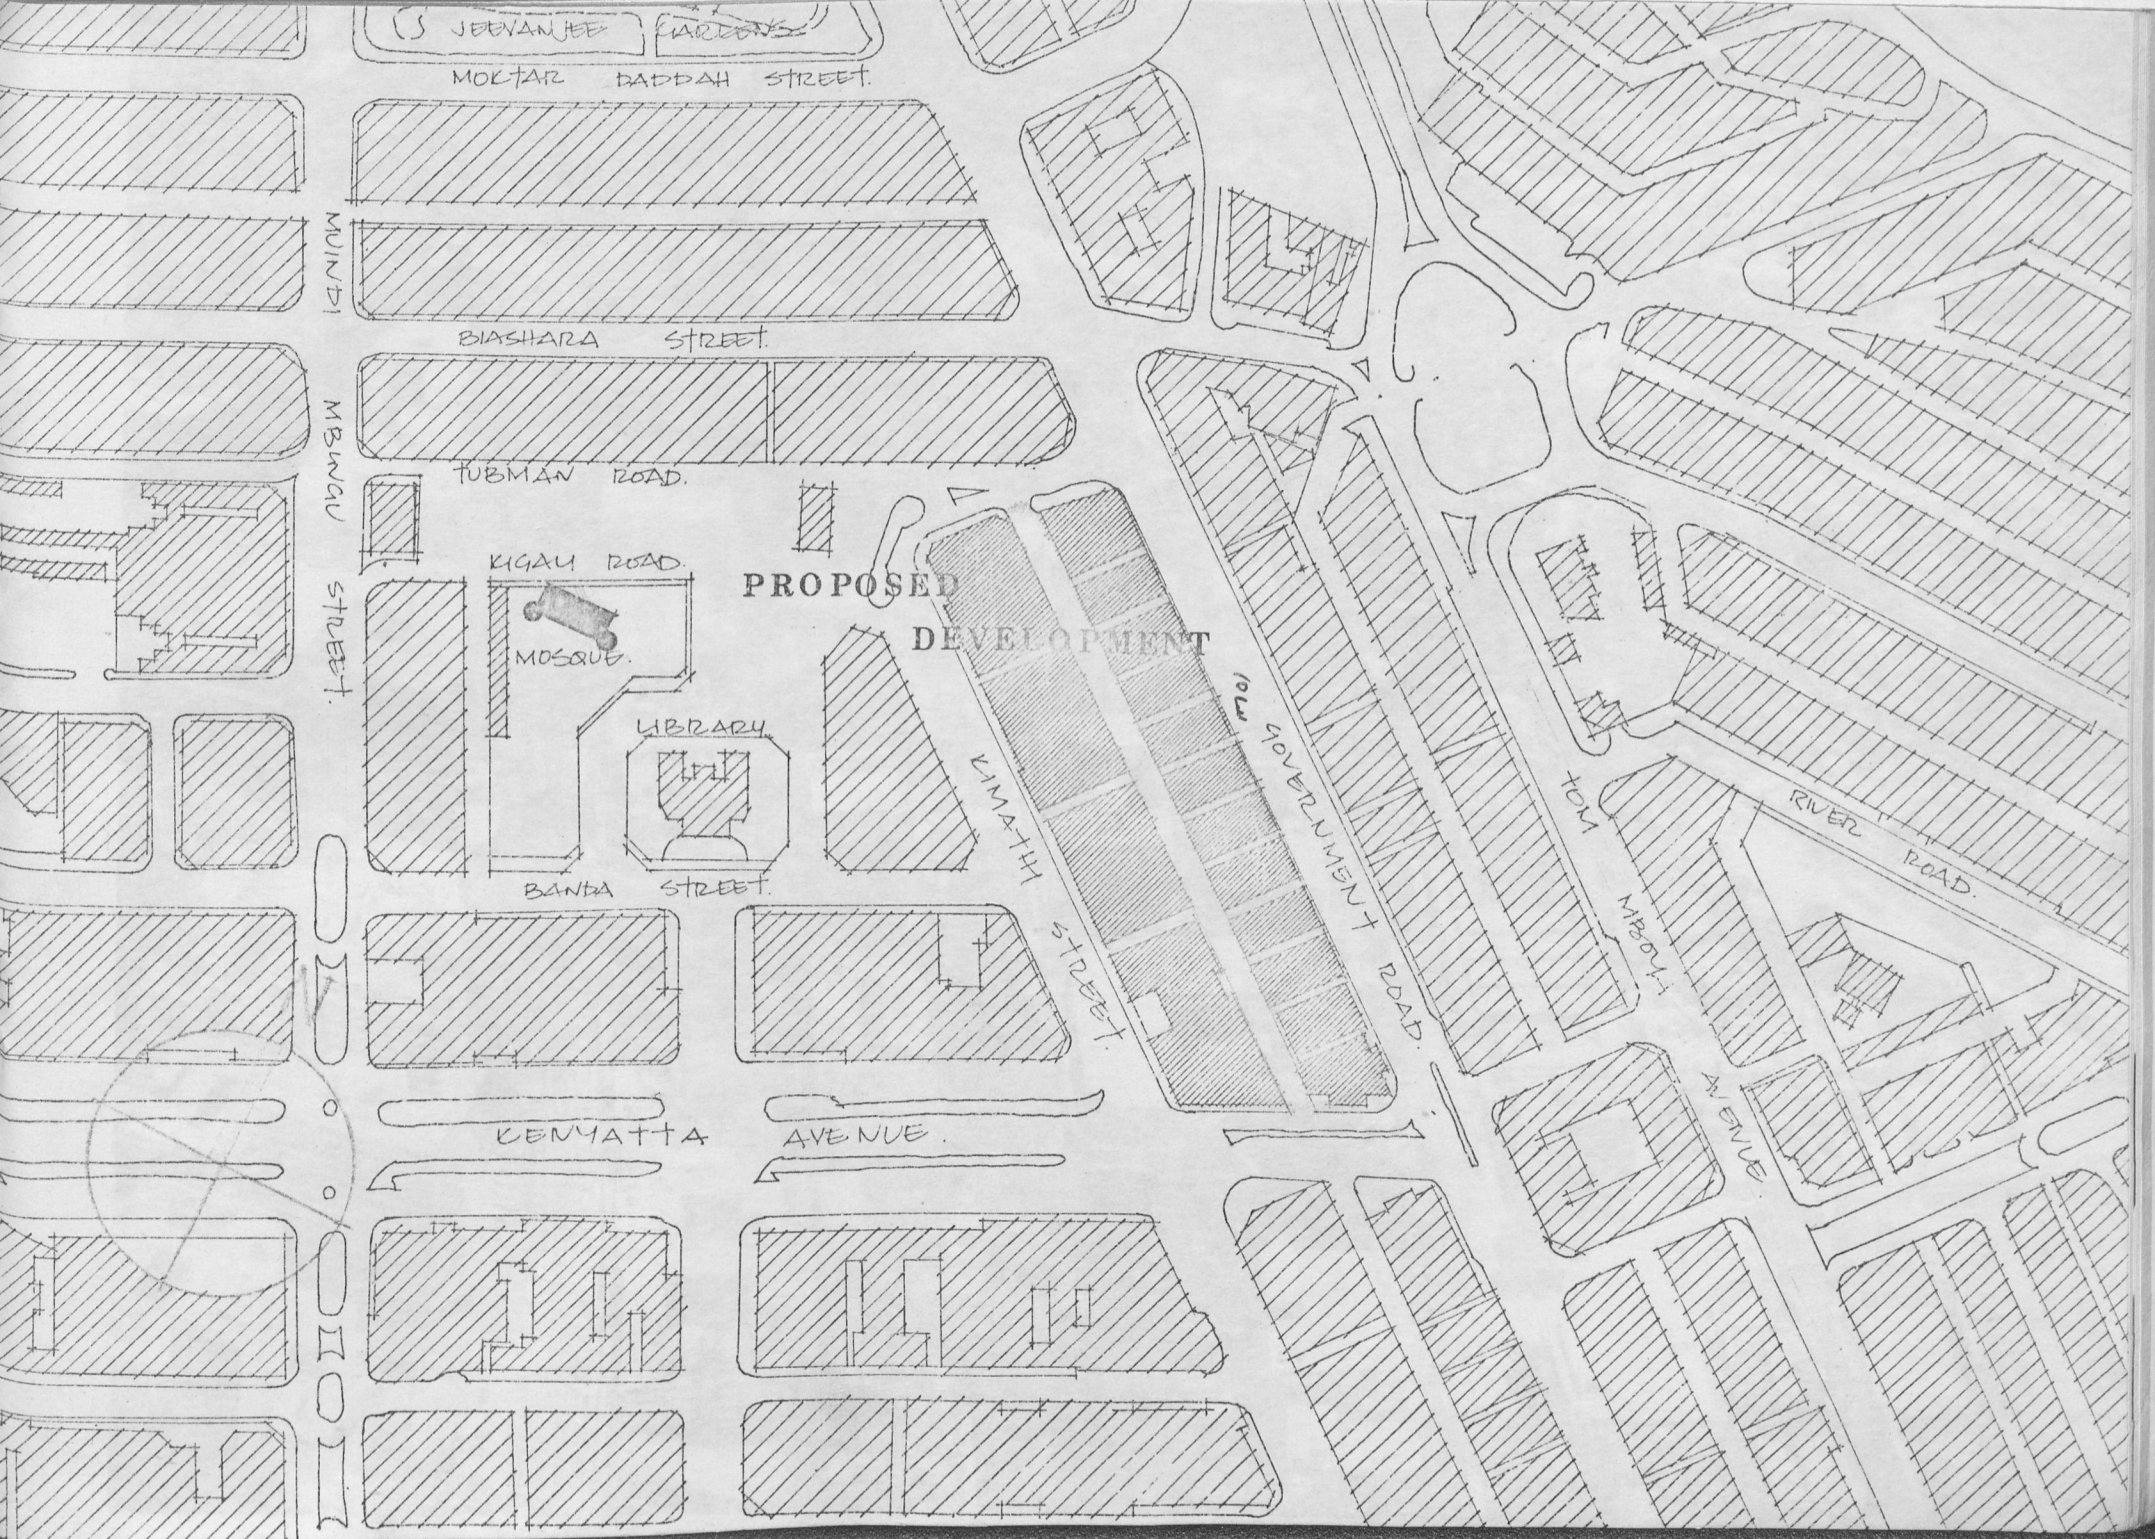 JEEVANJEE GARDENS
MOKTAR DADDAH STREET.
MUINDI MBINGU STREET.
BIASHARA STREET.
TUBMAN ROAD.
KIGALI ROAD.
MOSQUE.
LIBRARY.
PROPOSED
DEVELOPMENT
KIMATHI STREET.
GOVERNMENT ROAD.
TOM MBOYA AVENUE.
RIVER ROAD.
BANDA STREET.
KENYATTA AVENUE.
N